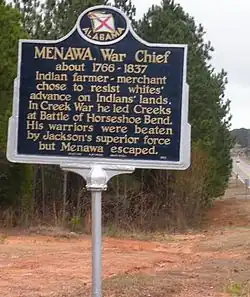 ALABAMA
MENAWA, War Chief
about 1766-1837
Indian farmer-merchant
chose to resist whites'
advance on Indians' lands.
In Creek War he led Creeks
at Battle of Horseshoe Bend.
His warriors were beaten
by Jackson's superior force
but Menawa escaped.